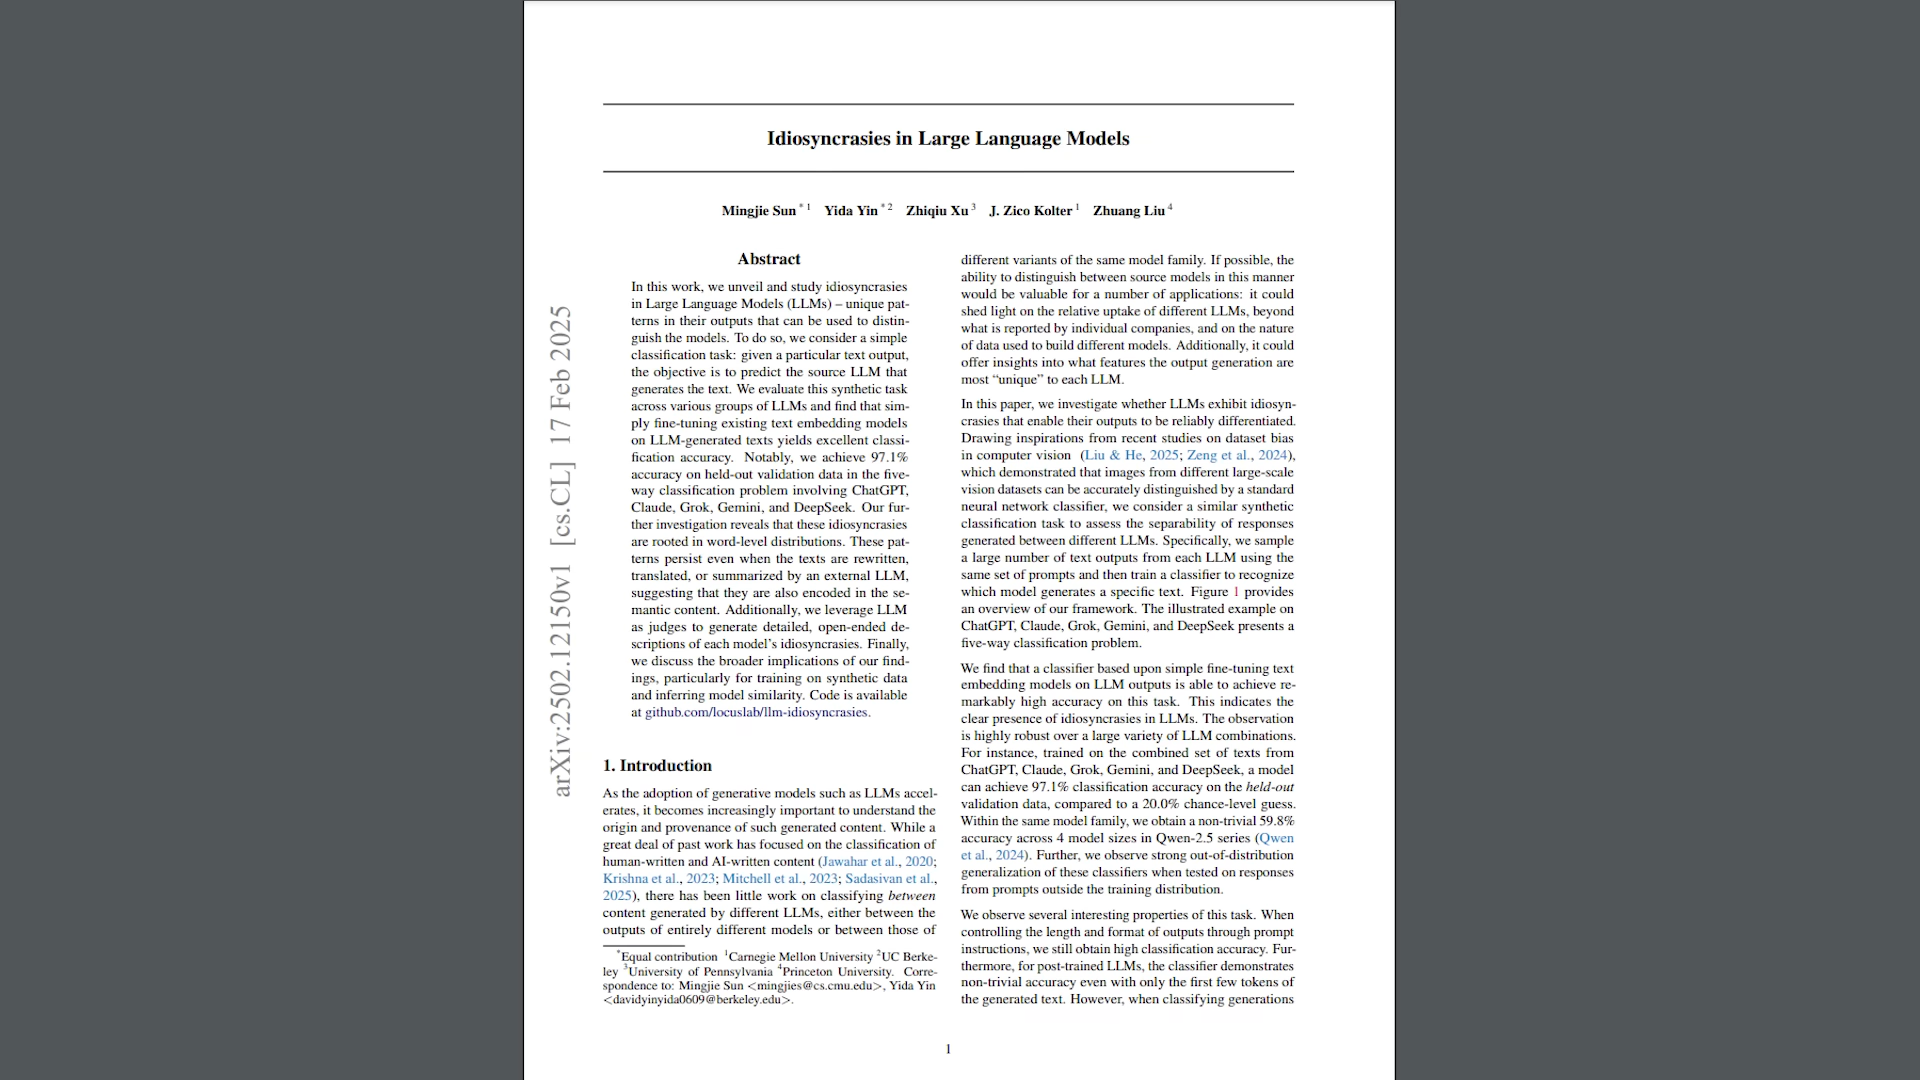 Idiosyncrasies in Large Language Models
Mingjie Sun * 1 Yida Yin * 2 Zhiqiu Xu 3 J. Zico Kolter 1 Zhuang Liu 4
arXiv:2502.12150v1 [cs.CL] 17 Feb 2025
Abstract
In this work, we unveil and study idiosyncrasies
in Large Language Models (LLMs) – unique pat-
terns in their outputs that can be used to distin-
guish the models. To do so, we consider a simple
classification task: given a particular text output,
the objective is to predict the source LLM that
generates the text. We evaluate this synthetic task
across various groups of LLMs and find that sim-
ply fine-tuning existing text embedding models
on LLM-generated texts yields excellent classi-
fication accuracy. Notably, we achieve 97.1%
accuracy on held-out validation data in the five-
way classification problem involving ChatGPT,
Claude, Grok, Gemini, and DeepSeek. Our fur-
ther investigation reveals that these idiosyncrasies
are rooted in word-level distributions. These pat-
terns persist even when the texts are rewritten,
translated, or summarized by an external LLM,
suggesting that they are also encoded in the se-
mantic content. Additionally, we leverage LLM
as judges to generate detailed, open-ended de-
scriptions of each model's idiosyncrasies. Finally,
we discuss the broader implications of our find-
ings, particularly for training on synthetic data
and inferring model similarity. Code is available
at github.com/locuslab/llm-idiosyncrasies.
1. Introduction
As the adoption of generative models such as LLMs accel-
erates, it becomes increasingly important to understand the
origin and provenance of such generated content. While a
great deal of past work has focused on the classification of
human-written and AI-written content (Jawahar et al., 2020;
Krishna et al., 2023; Mitchell et al., 2023; Sadasivan et al.,
2025), there has been little work on classifying between
content generated by different LLMs, either between the
outputs of entirely different models or between those of
*Equal contribution 1Carnegie Mellon University 2UC Berke-
ley 3University of Pennsylvania 4Princeton University. Corre-
spondence to: Mingjie Sun <mingjies@cs.cmu.edu>, Yida Yin
<davidyinyida0609@berkeley.edu>.
different variants of the same model family. If possible, the
ability to distinguish between source models in this manner
would be valuable for a number of applications: it could
shed light on the relative uptake of different LLMs, beyond
what is reported by individual companies, and on the nature
of data used to build different models. Additionally, it could
offer insights into what features the output generation are
most “unique” to each LLM.
In this paper, we investigate whether LLMs exhibit idiosyn-
crasies that enable their outputs to be reliably differentiated.
Drawing inspirations from recent studies on dataset bias
in computer vision (Liu & He, 2025; Zeng et al., 2024),
which demonstrated that images from different large-scale
vision datasets can be accurately distinguished by a standard
neural network classifier, we consider a similar synthetic
classification task to assess the separability of responses
generated between different LLMs. Specifically, we sample
a large number of text outputs from each LLM using the
same set of prompts and then train a classifier to recognize
which model generates a specific text. Figure 1 provides
an overview of our framework. The illustrated example on
ChatGPT, Claude, Grok, Gemini, and DeepSeek presents a
five-way classification problem.
We find that a classifier based upon simple fine-tuning text
embedding models on LLM outputs is able to achieve re-
markably high accuracy on this task. This indicates the
clear presence of idiosyncrasies in LLMs. The observation
is highly robust over a large variety of LLM combinations.
For instance, trained on the combined set of texts from
ChatGPT, Claude, Grok, Gemini, and DeepSeek, a model
can achieve 97.1% classification accuracy on the held-out
validation data, compared to a 20.0% chance-level guess.
Within the same model family, we obtain a non-trivial 59.8%
accuracy across 4 model sizes in Qwen-2.5 series (Qwen
et al., 2024). Further, we observe strong out-of-distribution
generalization of these classifiers when tested on responses
from prompts outside the training distribution.
We observe several interesting properties of this task. When
controlling the length and format of outputs through prompt
instructions, we still obtain high classification accuracy. Fur-
thermore, for post-trained LLMs, the classifier demonstrates
non-trivial accuracy even with only the first few tokens of
the generated text. However, when classifying generations
1